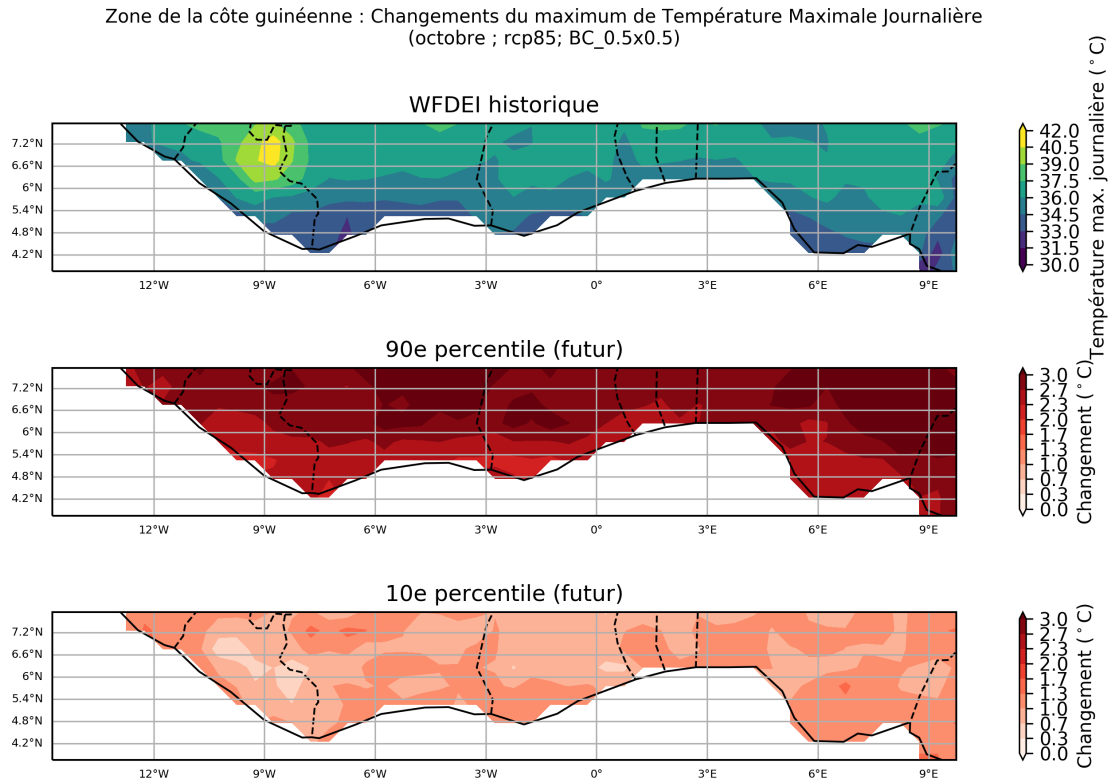 Zone de la côte guinéenne : Changements du maximum de Température Maximale Journalière
(octobre ; rcp85; BC_0.5x0.5)
WFDEI historique
7.2°N
6.6°N
6°N
5.4°N
4.8°N
4.2°N
12°W 9°W 6°W 3°W 0° 3°E 6°E 9°E
42.0
40.5
39.0
37.5
36.0
34.5
33.0
31.5
30.0
Température max. journalière (°C)
90e percentile (futur)
7.2°N
6.6°N
6°N
5.4°N
4.8°N
4.2°N
12°W 9°W 6°W 3°W 0° 3°E 6°E 9°E
3.0
2.7
2.3
2.0
1.7
1.3
1.0
0.7
0.3
0.0
Changement (°C)
10e percentile (futur)
7.2°N
6.6°N
6°N
5.4°N
4.8°N
4.2°N
12°W 9°W 6°W 3°W 0° 3°E 6°E 9°E
3.0
2.7
2.3
2.0
1.7
1.3
1.0
0.7
0.3
0.0
Changement (°C)